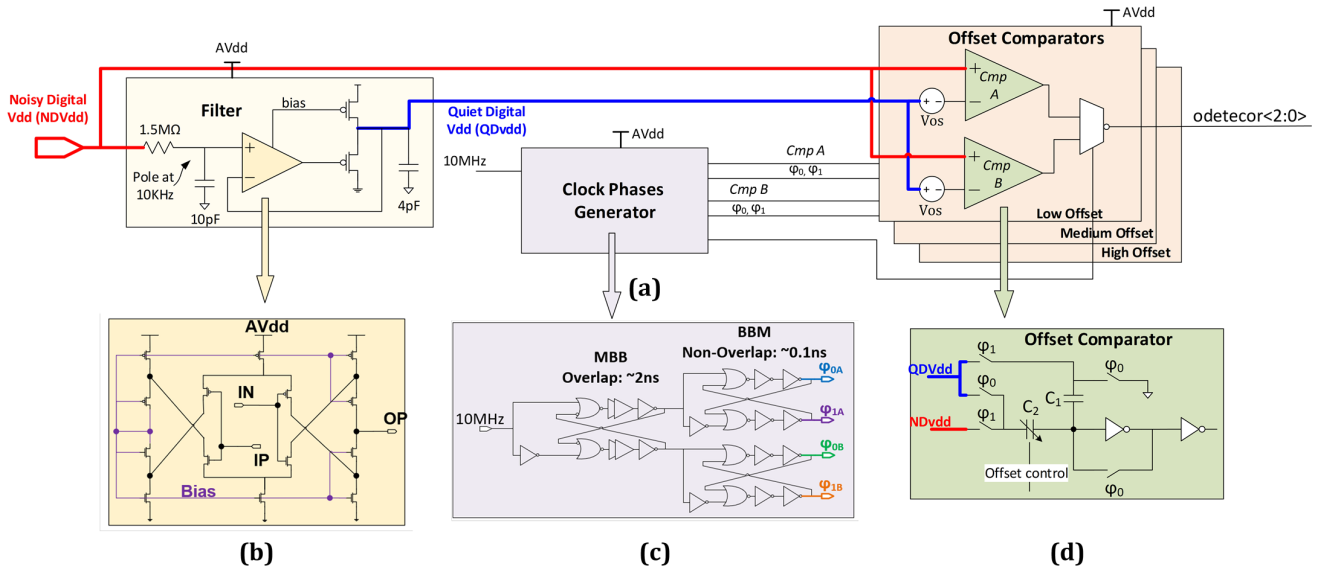 AVdd
Offset Comparators
AVdd
Noisy Digital
Vdd (NDVdd)
Filter
bias
1.5MΩ
+
−
Pole at
10KHz
10pF
4pF
Quiet Digital
Vdd (QDvdd)
AVdd
10MHz
Clock Phases
Generator
Cmp A
φ0, φ1
Cmp B
φ0, φ1
+ −
Vos
+
−
Cmp
A
+ −
Vos
+
−
Cmp
B
odetecor<2:0>
Low Offset
Medium Offset
High Offset
(a)
AVdd
IN
IP
OP
Bias
(b)
MBB
Overlap: ~2ns
BBM
Non-Overlap: ~0.1ns
10MHz
φ0A
φ1A
φ0B
φ1B
(c)
Offset Comparator
QDVdd
φ1
φ0
NDvdd
φ1
C2
C1
φ0
Offset control
φ0
(d)